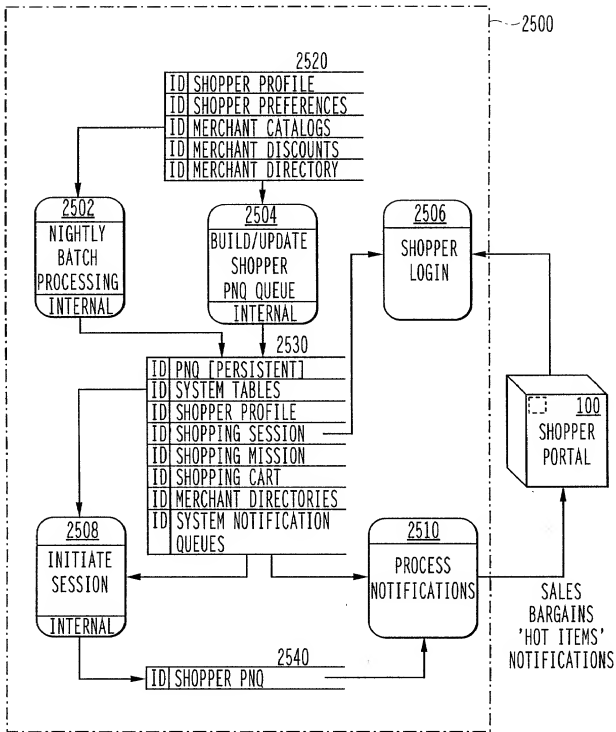 2500
2520
ID SHOPPER PROFILE
ID SHOPPER PREFERENCES
ID MERCHANT CATALOGS
ID MERCHANT DISCOUNTS
ID MERCHANT DIRECTORY
2502
NIGHTLY
BATCH
PROCESSING
INTERNAL
2504
BUILD/UPDATE
SHOPPER
PNQ QUEUE
INTERNAL
2506
SHOPPER
LOGIN
2530
ID PNQ [PERSISTENT]
ID SYSTEM TABLES
ID SHOPPER PROFILE
ID SHOPPING SESSION
ID SHOPPING MISSION
ID SHOPPING CART
ID MERCHANT DIRECTORIES
ID SYSTEM NOTIFICATION
QUEUES
100
SHOPPER
PORTAL
2508
INITIATE
SESSION
INTERNAL
2510
PROCESS
NOTIFICATIONS
SALES
BARGAINS
'HOT ITEMS'
NOTIFICATIONS
2540
ID SHOPPER PNQ